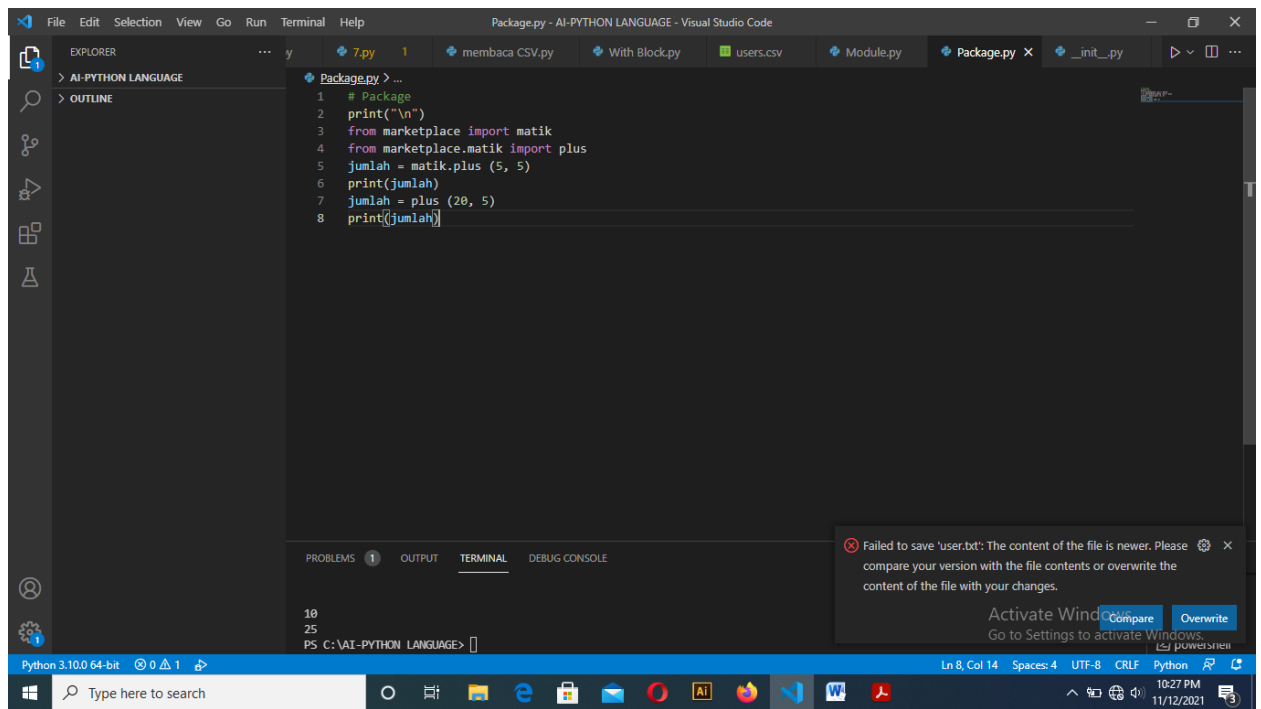 File Edit Selection View Go Run Terminal Help Package.py - AI-PYTHON LANGUAGE - Visual Studio Code
EXPLORER ... y 7.py 1 membaca CSV.py With Block.py users.csv Module.py Package.py __init__.py
AI-PYTHON LANGUAGE
OUTLINE
Package.py > ...
1 # Package
2 print("\n")
3 from marketplace import matik
4 from marketplace.matik import plus
5 jumlah = matik.plus (5, 5)
6 print(jumlah)
7 jumlah = plus (20, 5)
8 print(jumlah)
PROBLEMS 1 OUTPUT TERMINAL DEBUG CONSOLE
10
25
PS C:\AI-PYTHON LANGUAGE>
Failed to save 'user.txt': The content of the file is newer. Please
compare your version with the file contents or overwrite the
content of the file with your changes.
Compare Overwrite
Activate Windows
Go to Settings to activate Windows.
powershell
1
1
Python 3.10.0 64-bit 0 1 Ln 8, Col 14 Spaces: 4 UTF-8 CRLF Python
Type here to search
Ai
W
10:27 PM
11/12/2021
3